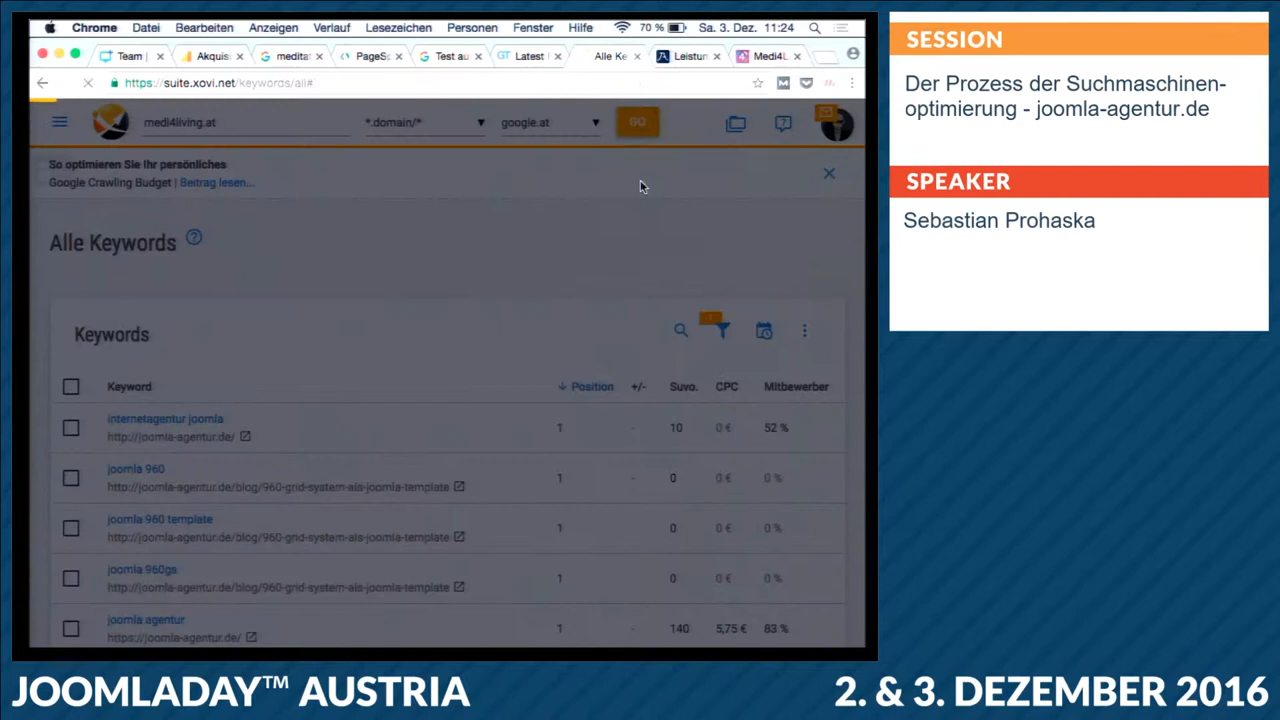 Chrome Datei Bearbeiten Anzeigen Verlauf Lesezeichen Personen Fenster Hilfe 70 % Sa. 3. Dez. 11:24
Team Akquis meditat PageSp Test au Latest Alle Ke Leistun Medi4L
https://suite.xovi.net/keywords/all#
medi4living.at *.domain/* google.at GO
So optimieren Sie Ihr persönliches
Google Crawling Budget | Beitrag lesen...
Alle Keywords
Keywords
Keyword Position +/- Suvo. CPC Mitbewerber
internetagentur joomla
http://joomla-agentur.de/
1 - 10 0 € 52 %
joomla 960
http://joomla-agentur.de/blog/960-grid-system-als-joomla-template
1 - 0 0 € 0 %
joomla 960 template
http://joomla-agentur.de/blog/960-grid-system-als-joomla-template
1 0 0 € 0 %
joomla 960gs
http://joomla-agentur.de/blog/960-grid-system-als-joomla-template
1 0 0 € 0 %
joomla agentur
https://joomla-agentur.de/
1 140 5,75 € 83 %
SESSION
Der Prozess der Suchmaschinen-
optimierung - joomla-agentur.de
SPEAKER
Sebastian Prohaska
JOOMLADAY™ AUSTRIA
2. & 3. DEZEMBER 2016